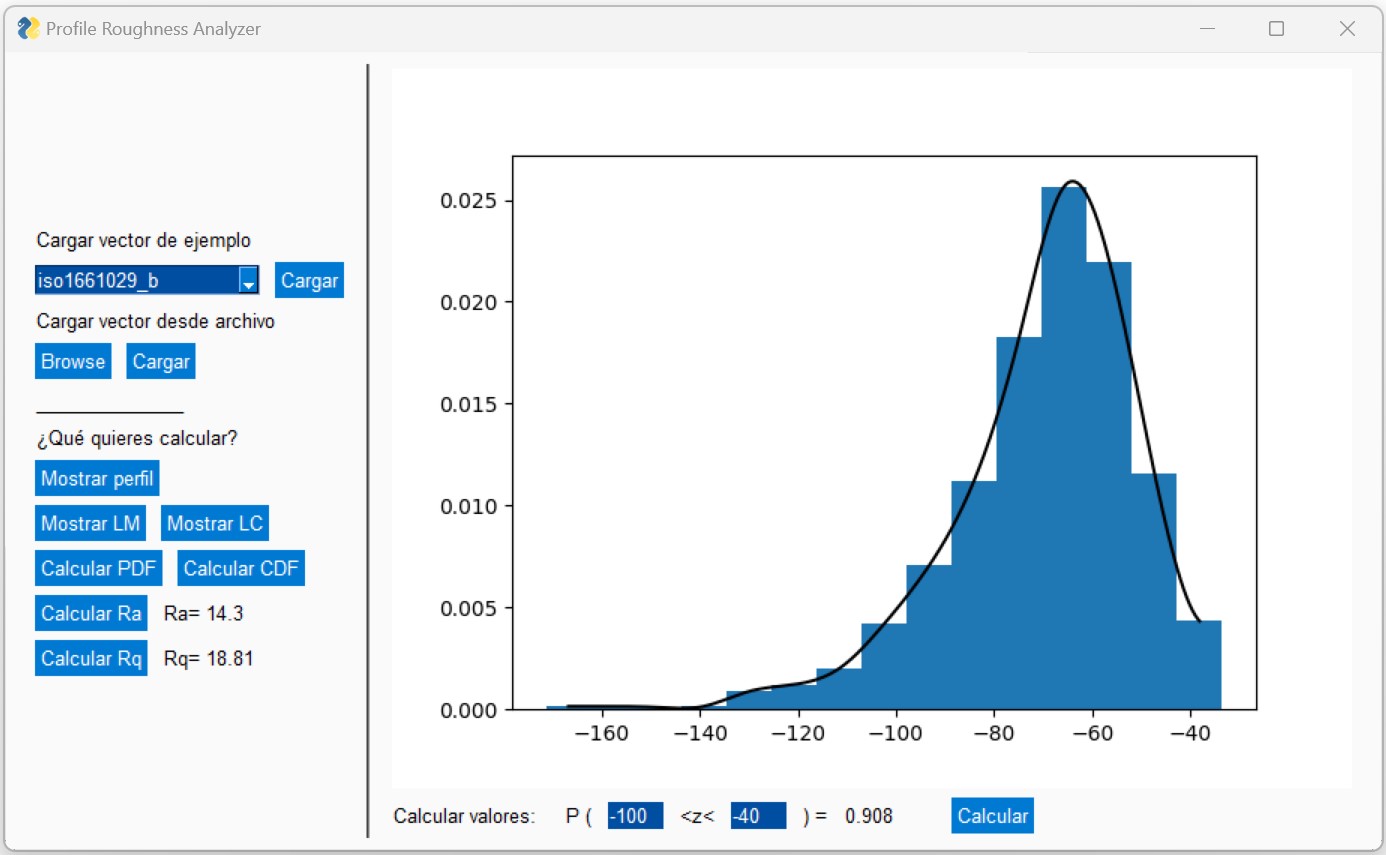 Profile Roughness Analyzer
Cargar vector de ejemplo
iso1661029_b Cargar
Cargar vector desde archivo
Browse Cargar
¿Qué quieres calcular?
Mostrar perfil
Mostrar LM Mostrar LC
Calcular PDF Calcular CDF
Calcular Ra Ra= 14.3
Calcular Rq Rq= 18.81
0.025
0.020
0.015
0.010
0.005
0.000
−160 −140 −120 −100 −80 −60 −40
Calcular valores: P ( -100 <z< -40 ) = 0.908 Calcular